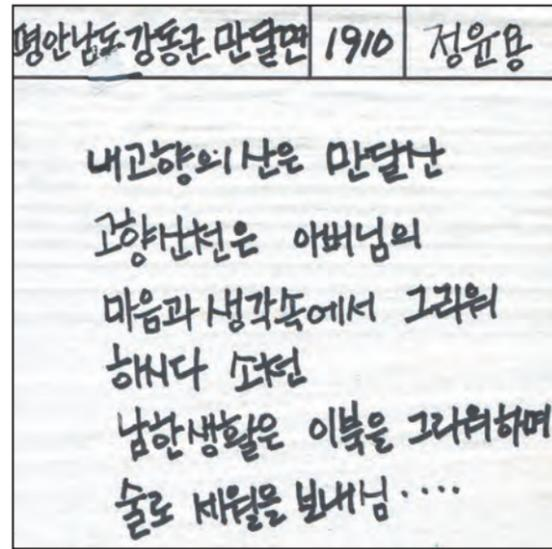 평안남도 강동군 만달면 1910 정윤용
내고향의 산은 만달산
고향산천은 아버님의
마음과 생각속에서 그리워
하시다 소천
남한생활은 이북을 그리워하며
술로 세월을 보내심····